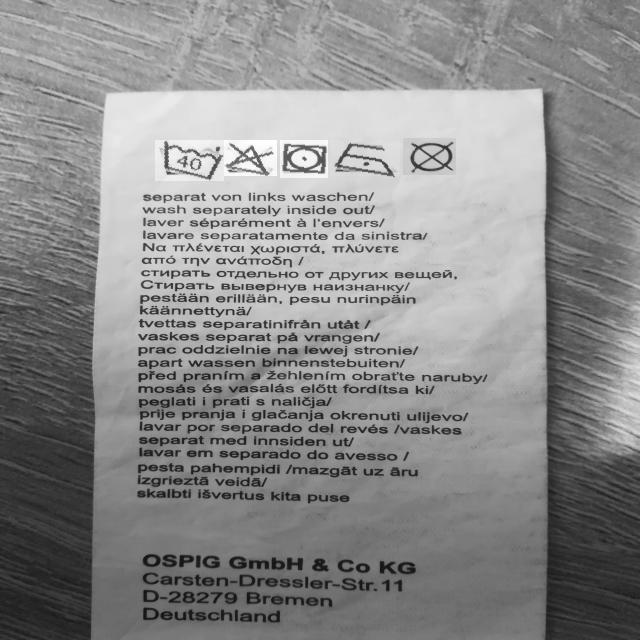 40
separat von links waschen/
wash separately inside out/
laver séparément à l'envers/
lavare separatamente da sinistra/
Να πλένεται χωριστά, πλύνετε
από την ανάποδη /
стирать отдельно от других вещей,
Стирать вывернув наизнанку/
pestään erillään, pesu nurinpäin
käännettynä/
tvettas separatinifrån utåt /
vaskes separat på vrangen/
prac oddzielnie na lewej stronie/
apart wassen binnenstebuiten/
před praním a žehlením obraťte naruby/
mosás és vasalás előtt fordítsa ki/
peglati i prati s naličja/
prije pranja i glačanja okrenuti ulijevo/
lavar por separado del revés /vaskes
separat med innsiden ut/
lavar em separado do avesso /
pesta pahempidi /mazgāt uz āru
izgrieztā veidā/
skalbti išvertus kita puse
OSPIG GmbH & Co KG
Carsten-Dressler-Str. 11
D-28279 Bremen
Deutschland